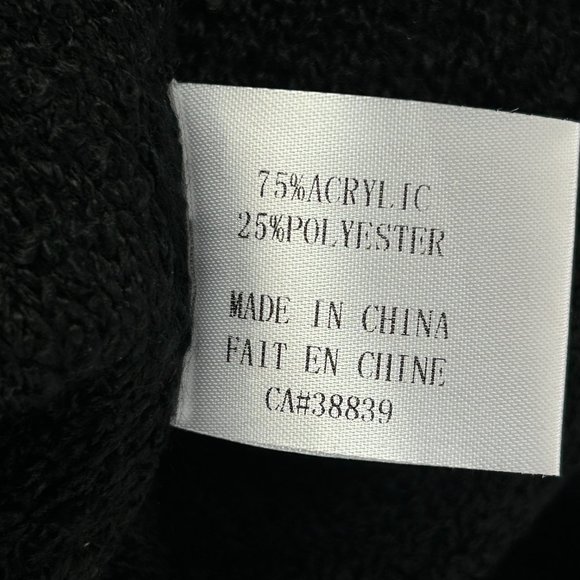 75%ACRYLIC
25%POLYESTER
MADE IN CHINA
FAIT EN CHINE
CA#38839